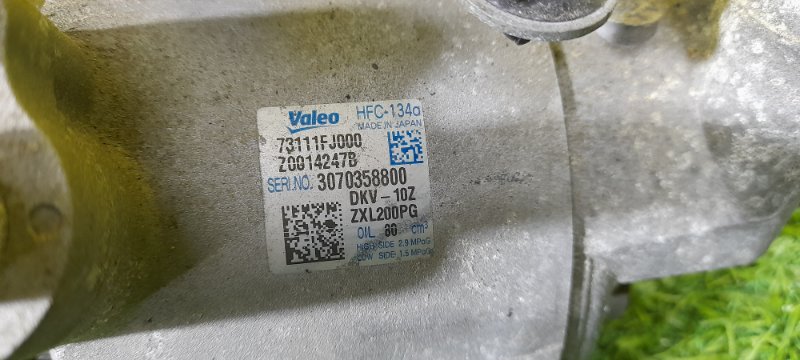 Valeo HFC-134a
MADE IN JAPAN
73111FJ000
Z0014247B
SERI.NO. 3070358800
DKV-10Z
ZXL200PG
OIL 80 cm³
HIGH SIDE 2.9 MPaG
LOW SIDE 1.5 MPaG